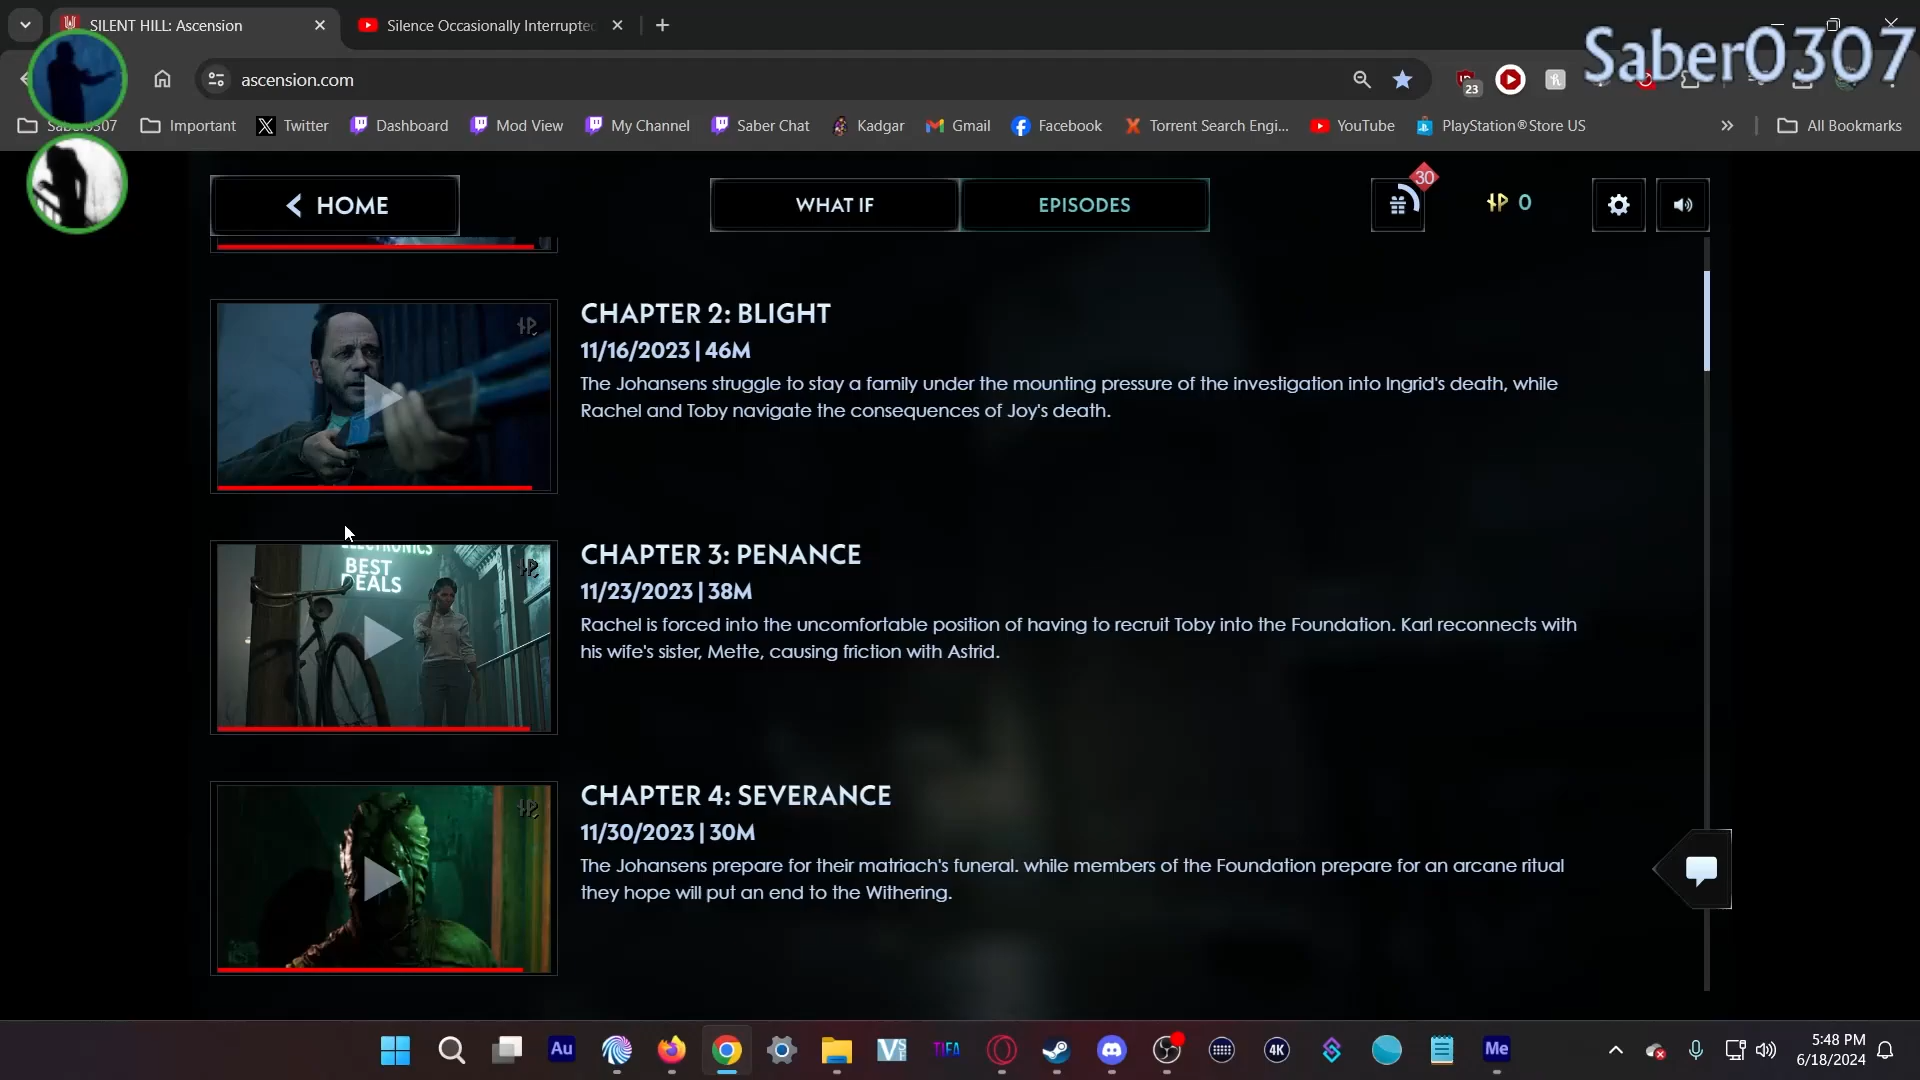 SILENT HILL: Ascension
Silence Occasionally Interrupte
Saber0307
ascension.com
23
Saber0307
Important
Twitter
Dashboard
Mod View
My Channel
Saber Chat
Kadgar
Gmail
Facebook
Torrent Search Engi...
YouTube
PlayStation®Store US
All Bookmarks
HOME
WHAT IF
EPISODES
30
0
CHAPTER 2: BLIGHT
11/16/2023 | 46M
The Johansens struggle to stay a family under the mounting pressure of the investigation into Ingrid's death, while
Rachel and Toby navigate the consequences of Joy's death.
ELECTRONICS
BEST
DEALS
CHAPTER 3: PENANCE
11/23/2023 | 38M
Rachel is forced into the uncomfortable position of having to recruit Toby into the Foundation. Karl reconnects with
his wife's sister, Mette, causing friction with Astrid.
CHAPTER 4: SEVERANCE
11/30/2023 | 30M
The Johansens prepare for their matriach's funeral. while members of the Foundation prepare for an arcane ritual
they hope will put an end to the Withering.
Au
TIFA
4K
Me
5:48 PM
6/18/2024